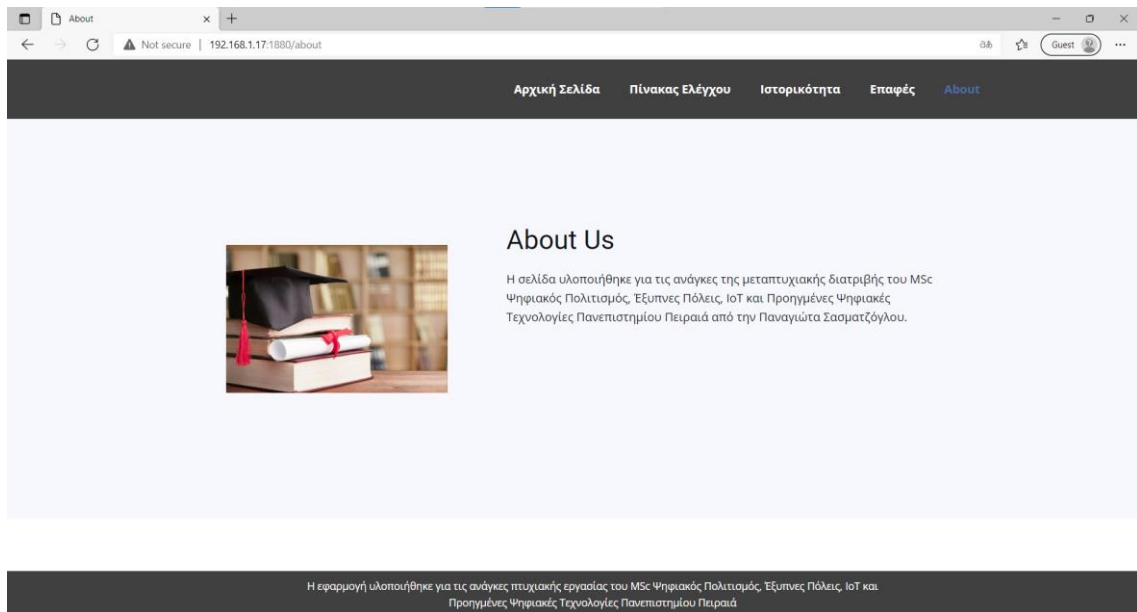 About
Not secure | 192.168.1.17:1880/about
Guest
Αρχική Σελίδα Πίνακας Ελέγχου Ιστορικότητα Επαφές About
About Us
Η σελίδα υλοποιήθηκε για τις ανάγκες της μεταπτυχιακής διατριβής του MSc
Ψηφιακός Πολιτισμός, Έξυπνες Πόλεις, IoT και Προηγμένες Ψηφιακές
Τεχνολογίες Πανεπιστημίου Πειραιά από την Παναγιώτα Σασματζόγλου.
Η εφαρμογή υλοποιήθηκε για τις ανάγκες πτυχιακής εργασίας του MSc Ψηφιακός Πολιτισμός, Έξυπνες Πόλεις, IoT και
Προηγμένες Ψηφιακές Τεχνολογίες Πανεπιστημίου Πειραιά